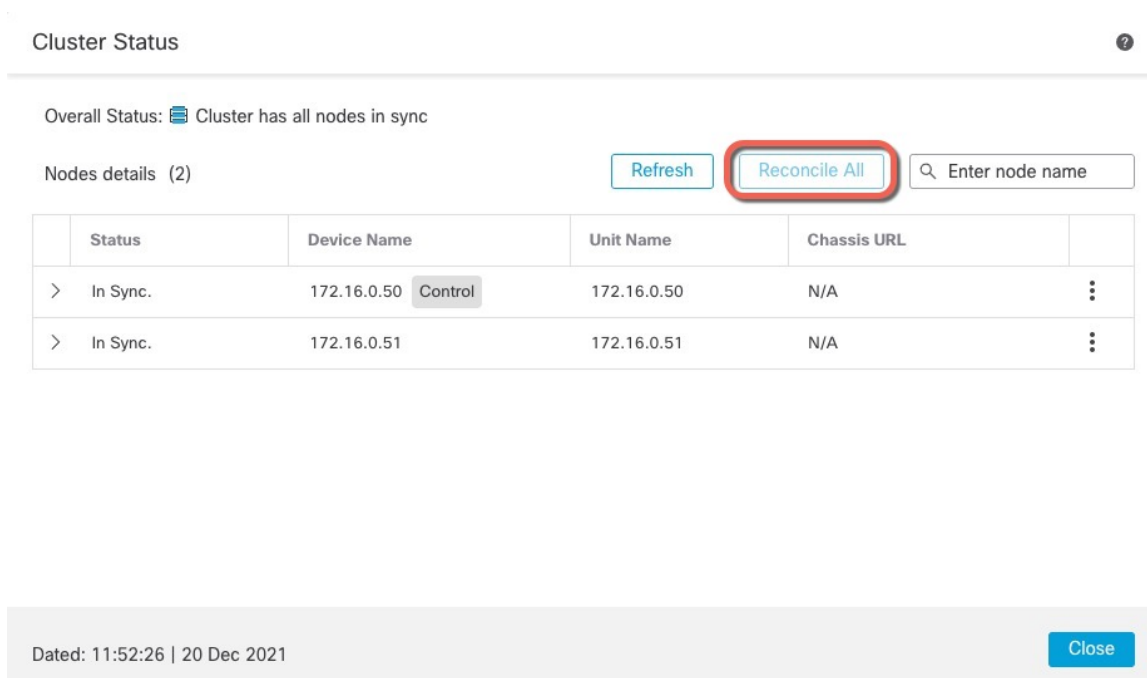 Cluster Status
Overall Status: Cluster has all nodes in sync
Nodes details (2) Refresh Reconcile All Enter node name
Status Device Name Unit Name Chassis URL
In Sync. 172.16.0.50 Control 172.16.0.50 N/A
In Sync. 172.16.0.51 172.16.0.51 N/A
Dated: 11:52:26 | 20 Dec 2021 Close